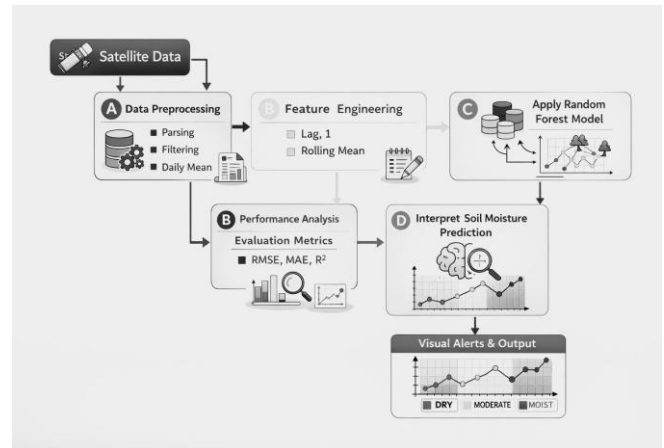 Satellite Data
A Data Preprocessing
Parsing
Filtering
Daily Mean
B Feature Engineering
Lag, 1
Rolling Mean
C Apply Random
Forest Model
B Performance Analysis
Evaluation Metrics
RMSE, MAE, R²
D Interpret Soil Moisture
Prediction
Visual Alerts & Output
DRY MODERATE MOIST